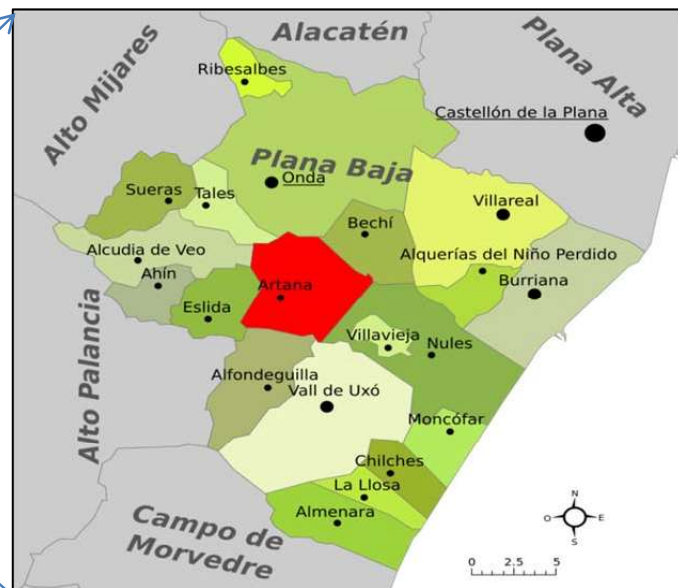 Alto Mijares
Alacatén
Plana Alta
Ribesalbes
Castellón de la Plana
Plana Baja
Onda
Sueras
Tales
Villareal
Bechí
Alcudia de Veo
Alquerías del Niño Perdido
Ahín
Burriana
Artana
Eslida
Alto Palancia
Villavieja
Nules
Alfondeguilla
Vall de Uxó
Moncófar
Chilches
La Llosa
Almenara
Campo de
Morvedre
N
O
E
S
0 2.5 5